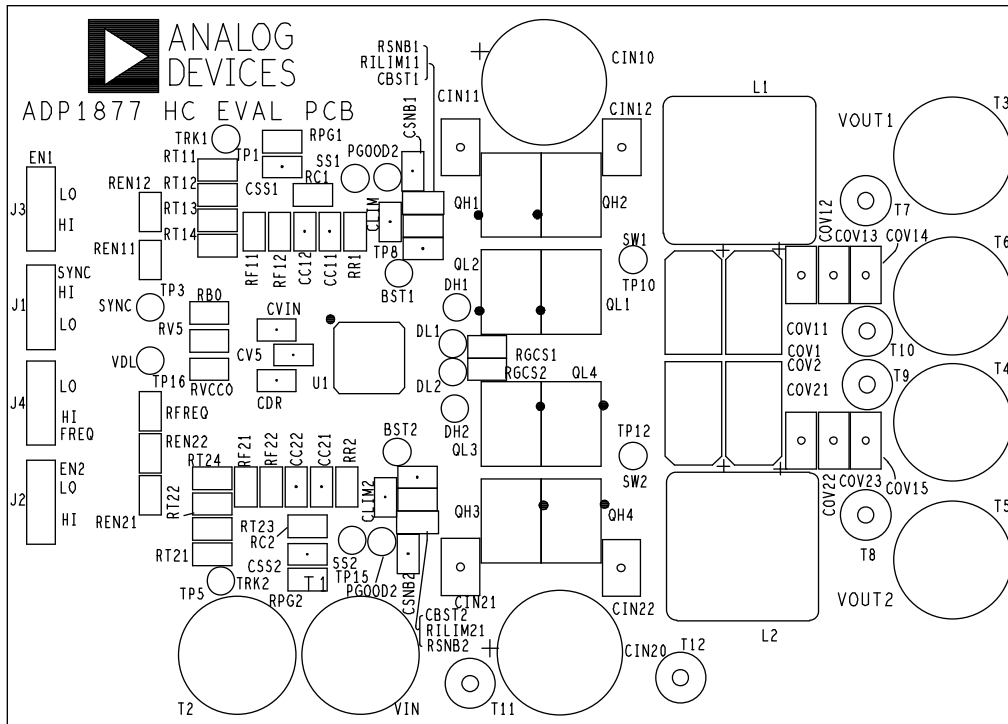 ANALOG
DEVICES
ADP1877 HC EVAL PCB
RSNB1
RILIM11
CBST1
CIN10
CIN11
CIN12
L1
VOUT1
T3
TRK1
RPG1
CSNB1
EN1
RT11
TP1
SS1
PGOOD2
LO
REN12
RT12
CSS1
RC1
J3
HI
RT13
CLIM
QH1
QH2
T7
COV12
RT14
COV13
COV14
REN11
RF11
RF12
CC12
CC11
RR1
TP8
SW1
T6
SYNC
HI
BST1
DH1
QL2
TP10
TP3
J1
LO
SYNC
RBO
CVIN
QL1
RV5
DL1
COV11
T10
CV5
RGCS1
COV1
VDL
TP16
RVCCO
U1
DL2
RGCS2
QL4
COV2
T9
T4
LO
CDR
COV21
J4
HI
FREQ
RFREQ
DH2
REN22
RF21
RF22
CC22
CC21
RR2
BST2
QL3
TP12
EN2
RT24
SW2
LO
J2
HI
RT22
CLIM2
COV22
COV23
COV15
REN21
RT23
RC2
QH3
QH4
T5
RT21
CSS2
SS2
TP15
PGOOD2
T8
TP5
TRK2
T1
RPG2
CSNB2
CIN21
CIN22
VOUT2
CBST2
RILIM21
RSNB2
L2
CIN20
T12
T2
VIN
T11